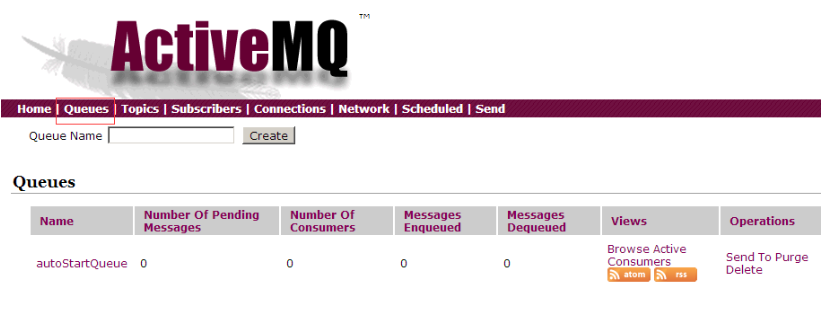 ActiveMQ ™
Home | Queues | Topics | Subscribers | Connections | Network | Scheduled | Send
Queue Name Create
Queues
Name Number Of Pending Messages Number Of Consumers Messages Enqueued Messages Dequeued Views Operations
autoStartQueue 0 0 0 0 Browse Active Consumers atom rss Send To Purge Delete